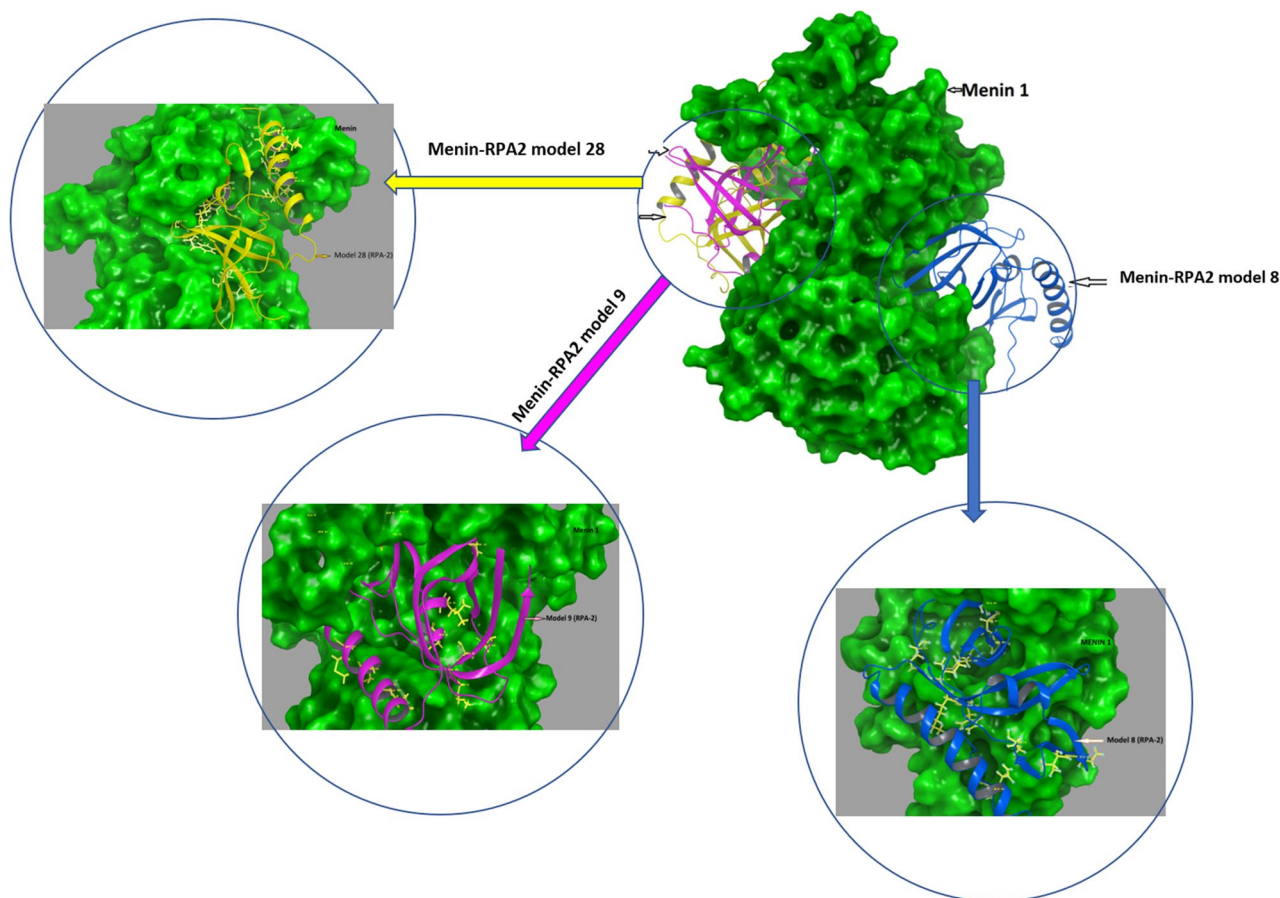 Menin 1
Menin-RPA2 model 28
Menin
Model 28 (RPA-2)
Menin-RPA2 model 8
Menin-RPA2 model 9
Menin 1
Model 9 (RPA-2)
MENIN 1
Model 8 (RPA-2)